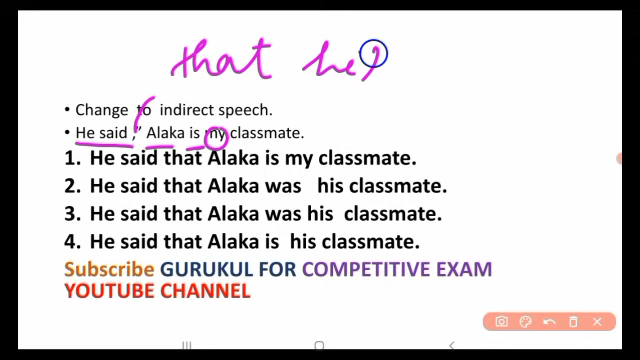 that he
• Change to indirect speech.
• He said ," Alaka is my classmate.
1. He said that Alaka is my classmate.
2. He said that Alaka was his classmate.
3. He said that Alaka was his classmate.
4. He said that Alaka is his classmate.
Subscribe GURUKUL FOR COMPETITIVE EXAM
YOUTUBE CHANNEL